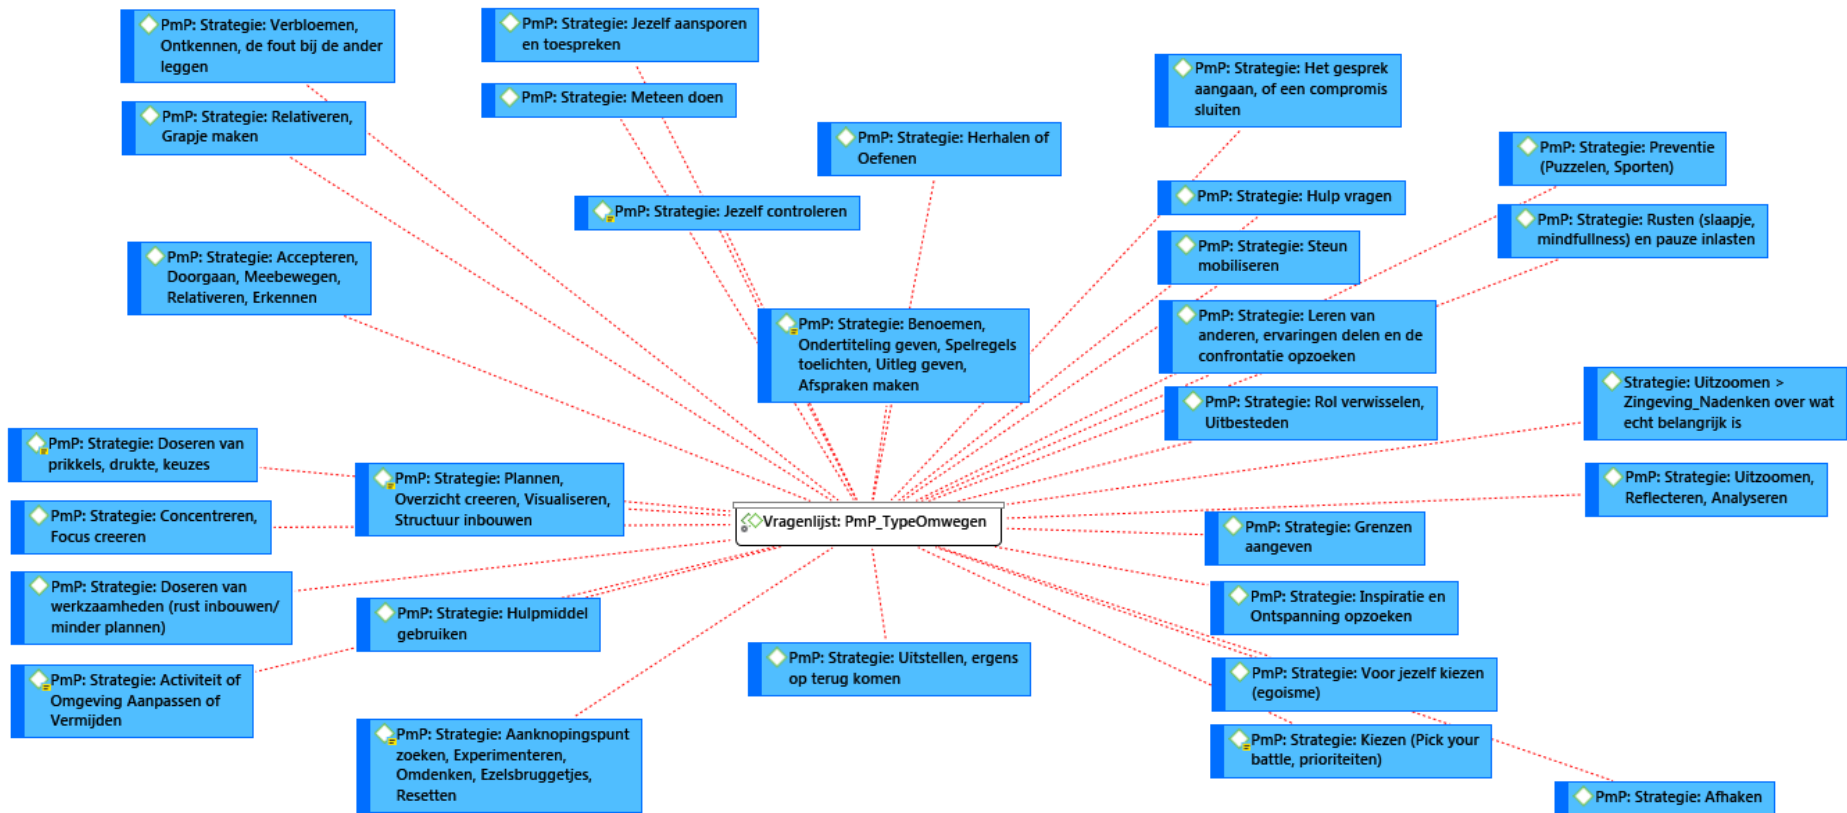 PmP: Strategie: Verbloemen,
Ontkennen, de fout bij de ander
leggen
PmP: Strategie: Jezelf aansporen
en toespreken
PmP: Strategie: Het gesprek
aangaan, of een compromis
sluiten
PmP: Strategie: Meteen doen
PmP: Strategie: Relativeren,
Grapje maken
PmP: Strategie: Herhalen of
Oefenen
PmP: Strategie: Preventie
(Puzzelen, Sporten)
PmP: Strategie: Hulp vragen
PmP: Strategie: Jezelf controleren
PmP: Strategie: Rusten (slaapje,
mindfullness) en pauze inlasten
PmP: Strategie: Steun
mobiliseren
PmP: Strategie: Accepteren,
Doorgaan, Meebewegen,
Relativeren, Erkennen
PmP: Strategie: Leren van
anderen, ervaringen delen en de
confrontatie opzoeken
PmP: Strategie: Benoemen,
Ondertiteling geven, Spelregels
toelichten, Uitleg geven,
Afspraken maken
Strategie: Uitzoomen >
Zingeving_Nadenken over wat
echt belangrijk is
PmP: Strategie: Rol verwisselen,
Uitbesteden
PmP: Strategie: Doseren van
prikkels, drukte, keuzes
PmP: Strategie: Plannen,
Overzicht creeren, Visualiseren,
Structuur inbouwen
PmP: Strategie: Uitzoomen,
Reflecteren, Analyseren
PmP: Strategie: Concentreren,
Focus creeren
Vragenlijst: PmP_TypeOmwegen
PmP: Strategie: Grenzen
aangeven
PmP: Strategie: Doseren van
werkzaamheden (rust inbouwen/
minder plannen)
PmP: Strategie: Inspiratie en
Ontspanning opzoeken
PmP: Strategie: Hulpmiddel
gebruiken
PmP: Strategie: Uitstellen, ergens
op terug komen
PmP: Strategie: Voor jezelf kiezen
(egoisme)
PmP: Strategie: Activiteit of
Omgeving Aanpassen of
Vermijden
PmP: Strategie: Aanknopingspunt
zoeken, Experimenteren,
Omdenken, Ezelsbruggetjes,
Resetten
PmP: Strategie: Kiezen (Pick your
battle, prioriteiten)
PmP: Strategie: Afhaken